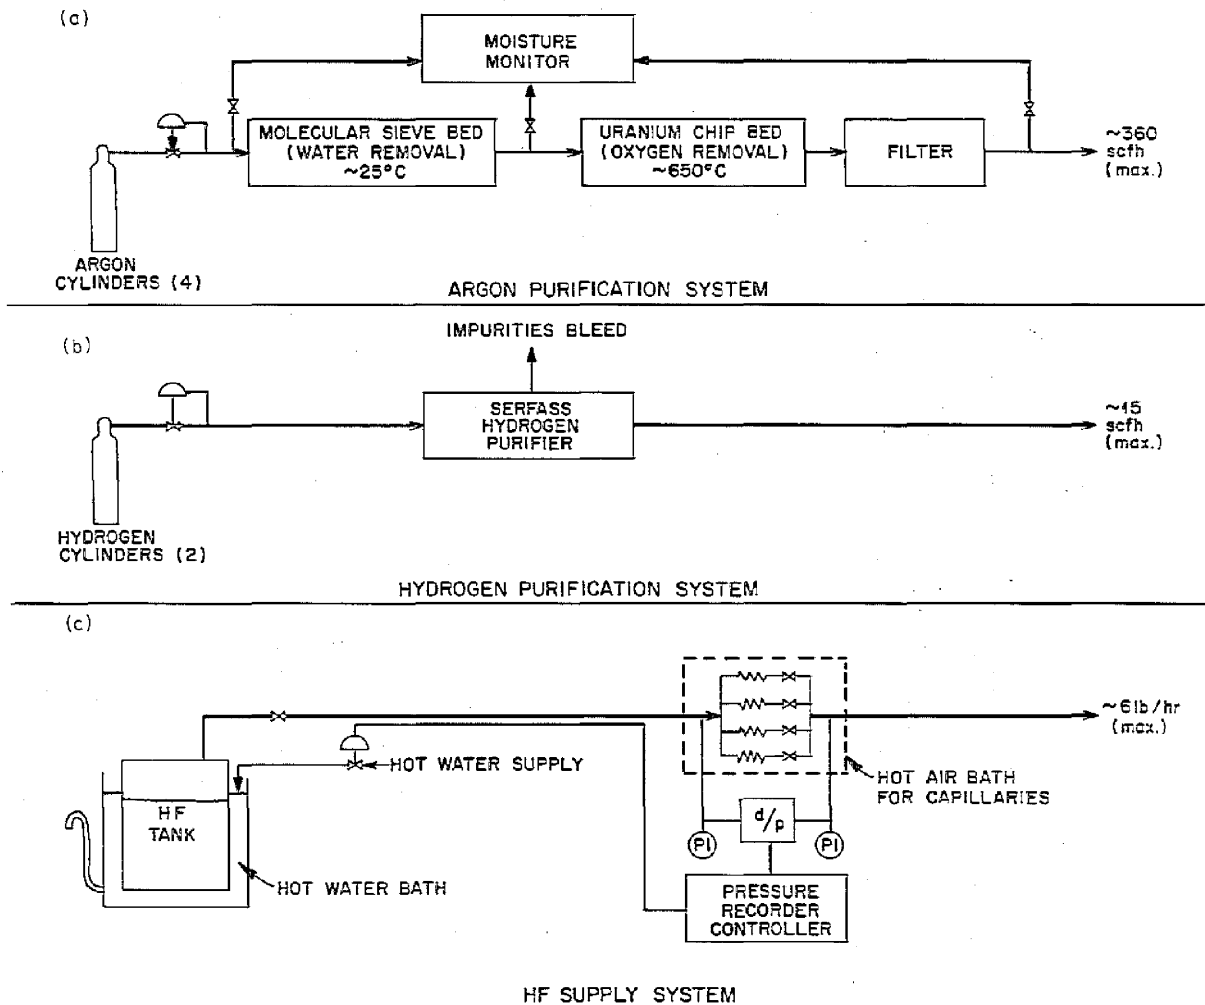 (a)
MOISTURE
MONITOR
MOLECULAR SIEVE BED
(WATER REMOVAL)
~25°C
URANIUM CHIP BED
(OXYGEN REMOVAL)
~650°C
FILTER
~360
scfh
(max.)
ARGON
CYLINDERS (4)
ARGON PURIFICATION SYSTEM
(b)
IMPURITIES BLEED
SERFASS
HYDROGEN
PURIFIER
~15
scfh
(max.)
HYDROGEN
CYLINDERS (2)
HYDROGEN PURIFICATION SYSTEM
(c)
~6lb/hr
(max.)
HOT WATER SUPPLY
HOT AIR BATH
FOR CAPILLARIES
HF
TANK
d/p
PI
PI
HOT WATER BATH
PRESSURE
RECORDER
CONTROLLER
HF SUPPLY SYSTEM